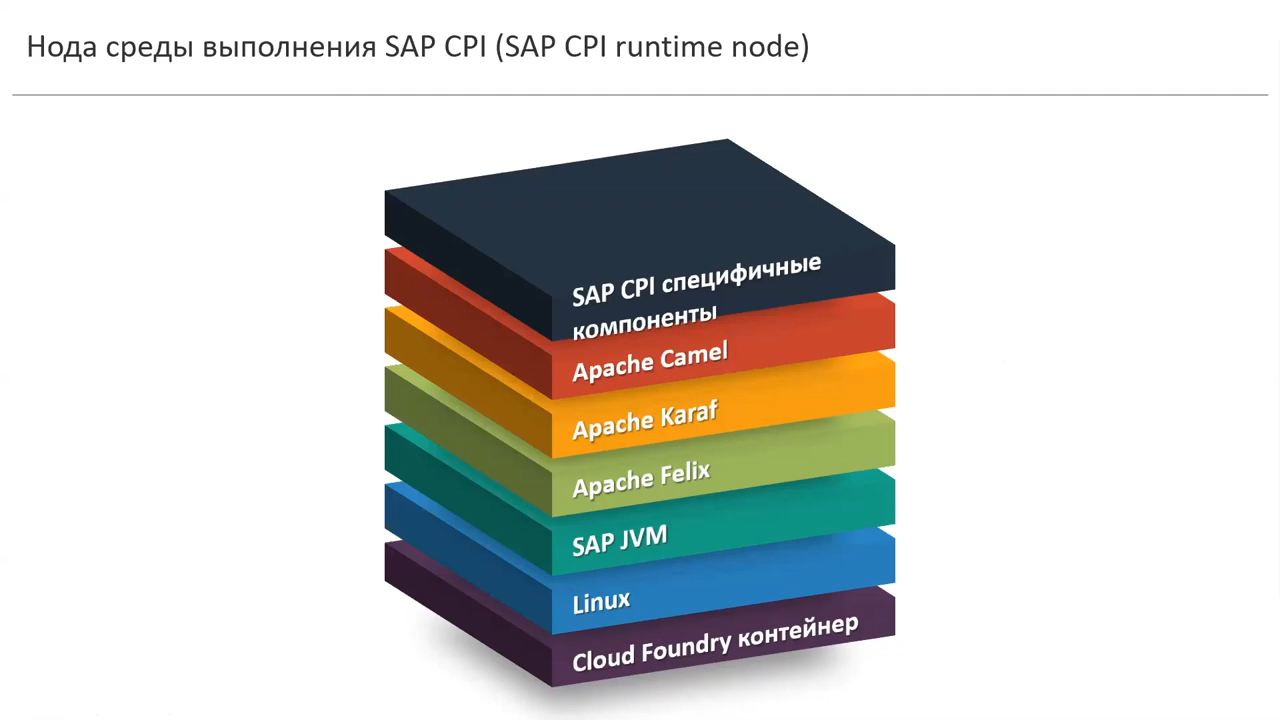 Нода среды выполнения SAP CPI (SAP CPI runtime node)
SAP CPI специфичные
компоненты
Apache Camel
Apache Karaf
Apache Felix
SAP JVM
Linux
Cloud Foundry контейнер